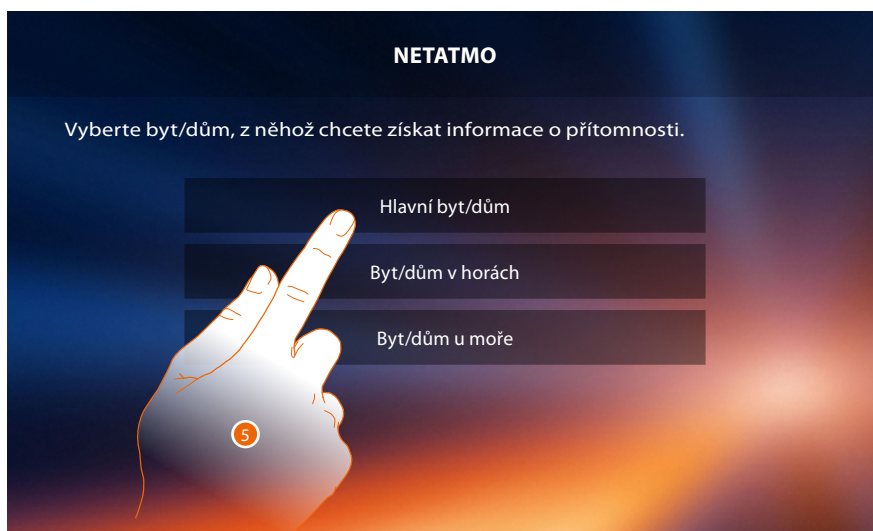 NETATMO
Vyberte byt/dům, z něhož chcete získat informace o přítomnosti.
Hlavní byt/dům
Byt/dům v horách
Byt/dům u moře
5